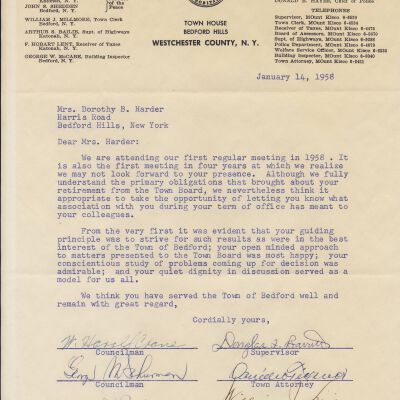 Katonah, N. Y.
JOHN S. SHEIDEN
Bedford, N. Y.
of the
Peace
WILLIAM J. MILLMORE, Town Clerk
Bedford, N. Y.
ARTHUR S. BAILIE, Supt. of Highways
Katonah, N. Y.
F. HOBART LENT, Receiver of Taxes
Katonah, N. Y.
GEORGE W. McCABE, Building Inspector
Bedford, N. Y.
TOWN HOUSE
BEDFORD HILLS
WESTCHESTER COUNTY, N. Y.
Chief of Police
TELEPHONES
Supervisor, MOunt Kisco 6-6530
Town Clerk, MOunt Kisco
Receiver of Taxes, MOunt Kisco
Board of Assessors, MOunt Kisco
Supt. of Highways, MOunt Kisco
Police Department, MOunt Kisco
Welfare Service Officer, MOunt Kisco
Building Inspector, MOunt Kisco
Town Attorney, MOunt Kisco
January 14, 1958
Mrs. Dorothy B. Harder
Harris Road
Bedford Hills, New York
Dear Mrs. Harder:
We are attending our first regular meeting in 1958 . It
is also the first meeting in four years at which we realize
we may not look forward to your presence. Although we fully
understand the primary obligations that brought about your
retirement from the Town Board, we nevertheless think it
appropriate to take the opportunity of letting you know what
association with you during your term of office has meant to
your colleagues.
From the very first it was evident that your guiding
principle was to strive for such results as were in the best
interest of the Town of Bedford; your open minded approach
to matters presented to the Town Board was most happy; your
conscientious study of problems coming up for decision was
admirable; and your quiet dignity in discussion served as a
model for us all.
We think you have served the Town of Bedford well and
remain with great regard,
Cordially yours,
Councilman
Supervisor
Councilman
Town Attorney